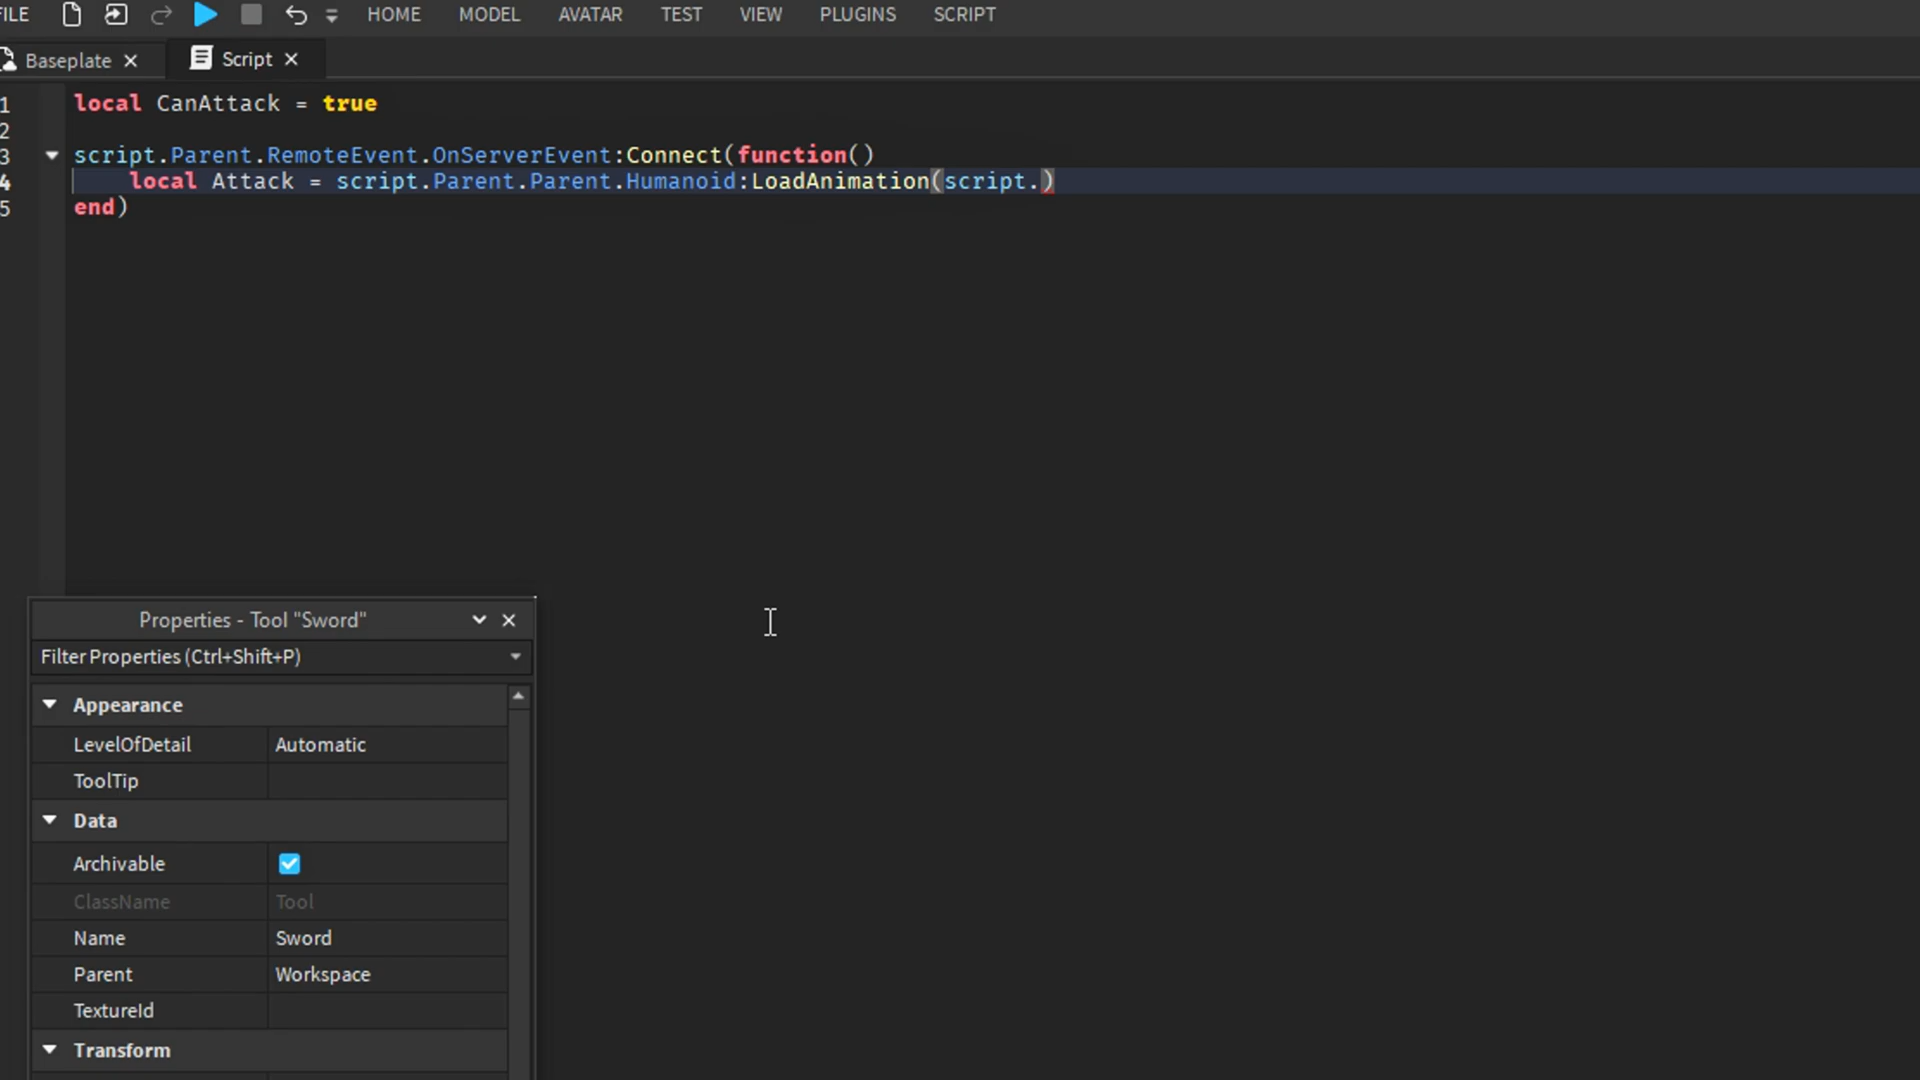 FILE HOME MODEL AVATAR TEST VIEW PLUGINS SCRIPT
Baseplate Script
1 local CanAttack = true
2
3 script.Parent.RemoteEvent.OnServerEvent:Connect(function()
4 local Attack = script.Parent.Parent.Humanoid:LoadAnimation(script.)
5 end)
Properties - Tool "Sword"
Filter Properties (Ctrl+Shift+P)
Appearance
LevelOfDetail Automatic
ToolTip
Data
Archivable
ClassName Tool
Name Sword
Parent Workspace
TextureId
Transform